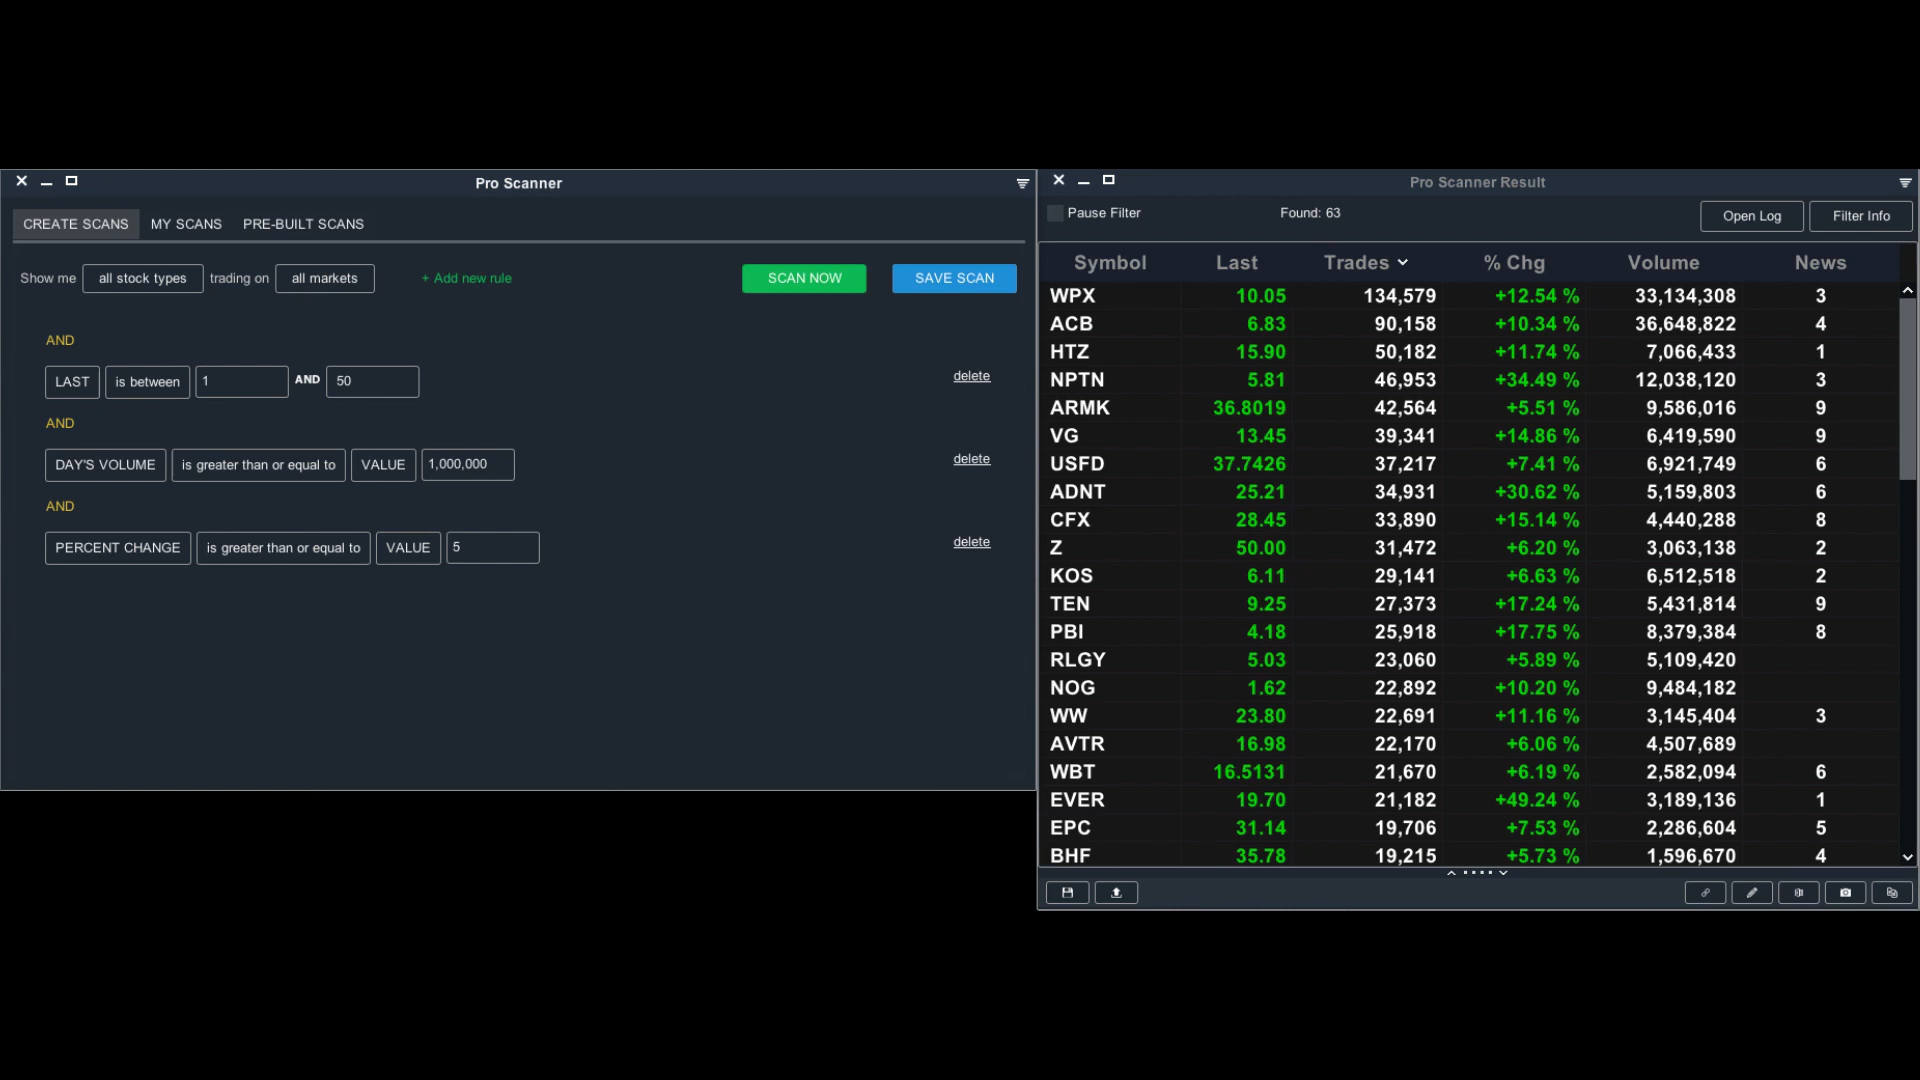 Pro Scanner
CREATE SCANS MY SCANS PRE-BUILT SCANS
Show me all stock types trading on all markets + Add new rule SCAN NOW SAVE SCAN
AND
LAST is between 1 AND 50 delete
AND
DAY'S VOLUME is greater than or equal to VALUE 1,000,000 delete
AND
PERCENT CHANGE is greater than or equal to VALUE 5 delete
Pro Scanner Result
Pause Filter Found: 63 Open Log Filter Info
Symbol Last Trades % Chg Volume News
WPX 10.05 134,579 +12.54 % 33,134,308 3
ACB 6.83 90,158 +10.34 % 36,648,822 4
HTZ 15.90 50,182 +11.74 % 7,066,433 1
NPTN 5.81 46,953 +34.49 % 12,038,120 3
ARMK 36.8019 42,564 +5.51 % 9,586,016 9
VG 13.45 39,341 +14.86 % 6,419,590 9
USFD 37.7426 37,217 +7.41 % 6,921,749 6
ADNT 25.21 34,931 +30.62 % 5,159,803 6
CFX 28.45 33,890 +15.14 % 4,440,288 8
Z 50.00 31,472 +6.20 % 3,063,138 2
KOS 6.11 29,141 +6.63 % 6,512,518 2
TEN 9.25 27,373 +17.24 % 5,431,814 9
PBI 4.18 25,918 +17.75 % 8,379,384 8
RLGY 5.03 23,060 +5.89 % 5,109,420
NOG 1.62 22,892 +10.20 % 9,484,182
WW 23.80 22,691 +11.16 % 3,145,404 3
AVTR 16.98 22,170 +6.06 % 4,507,689
WBT 16.5131 21,670 +6.19 % 2,582,094 6
EVER 19.70 21,182 +49.24 % 3,189,136 1
EPC 31.14 19,706 +7.53 % 2,286,604 5
BHF 35.78 19,215 +5.73 % 1,596,670 4